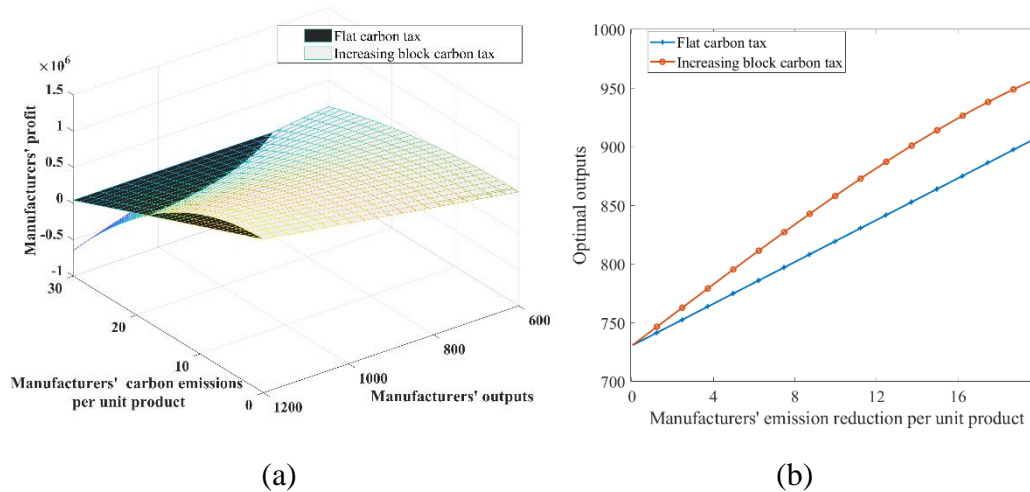 Flat carbon tax
Increasing block carbon tax
×10⁶
1.5
1
0.5
0
-0.5
-1
Manufacturers' profit
30
20
10
0
Manufacturers' carbon emissions
per unit product
1200
1000
800
600
Manufacturers' outputs
(a)
Flat carbon tax
Increasing block carbon tax
1000
950
900
850
800
750
700
Optimal outputs
0 4 8 12 16
Manufacturers' emission reduction per unit product
(b)